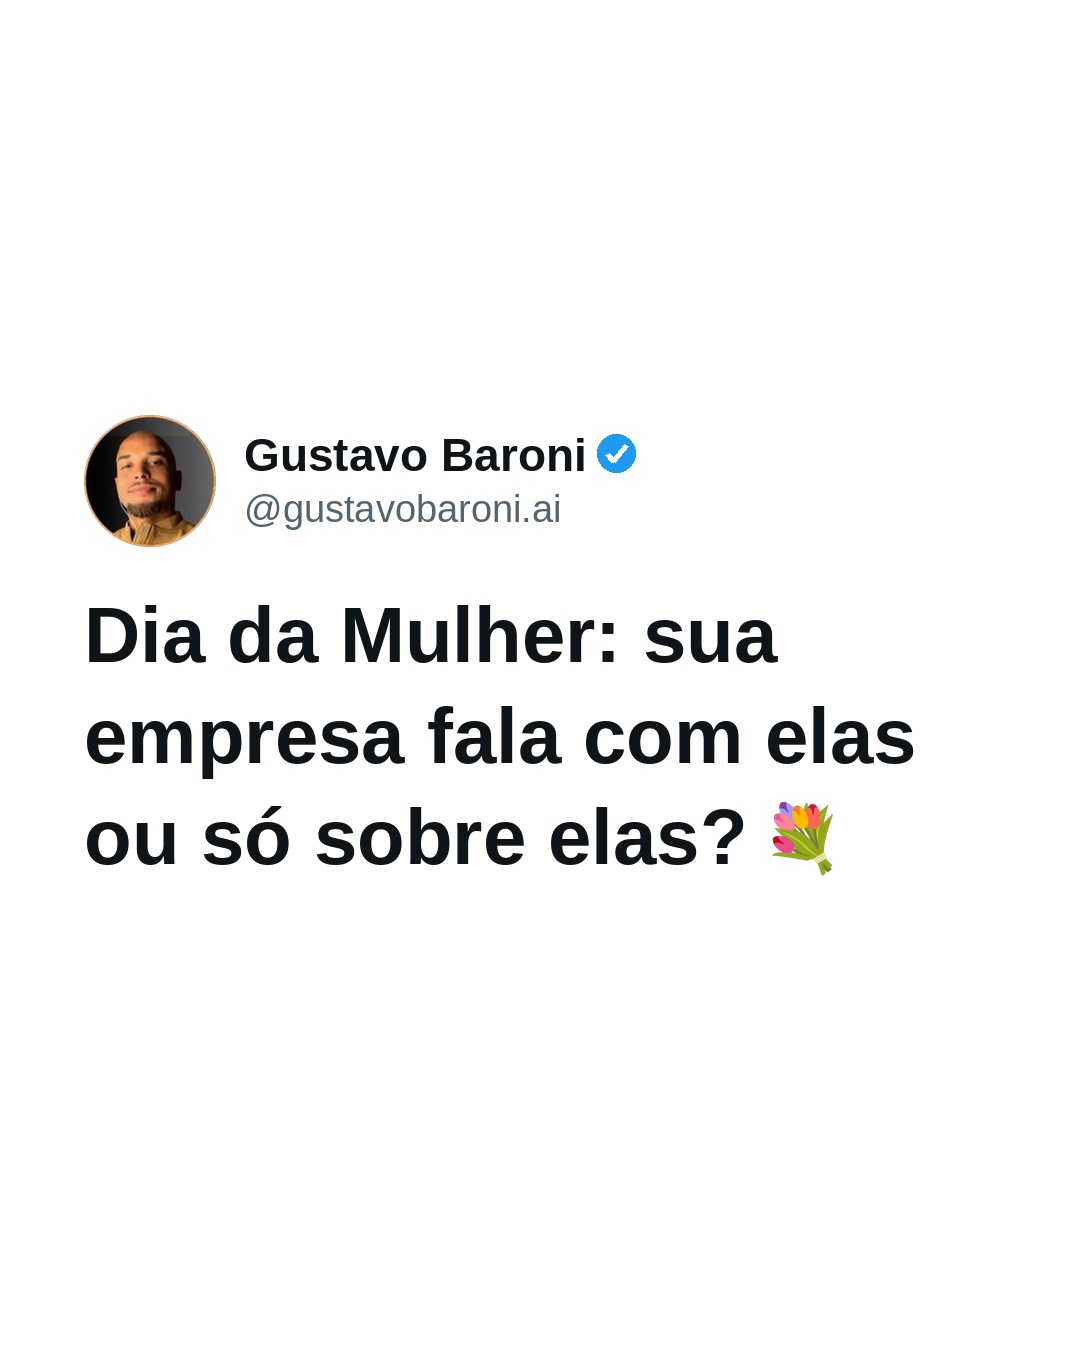 Gustavo Baroni
@gustavobaroni.ai
Dia da Mulher: sua
empresa fala com elas
ou só sobre elas? 💐